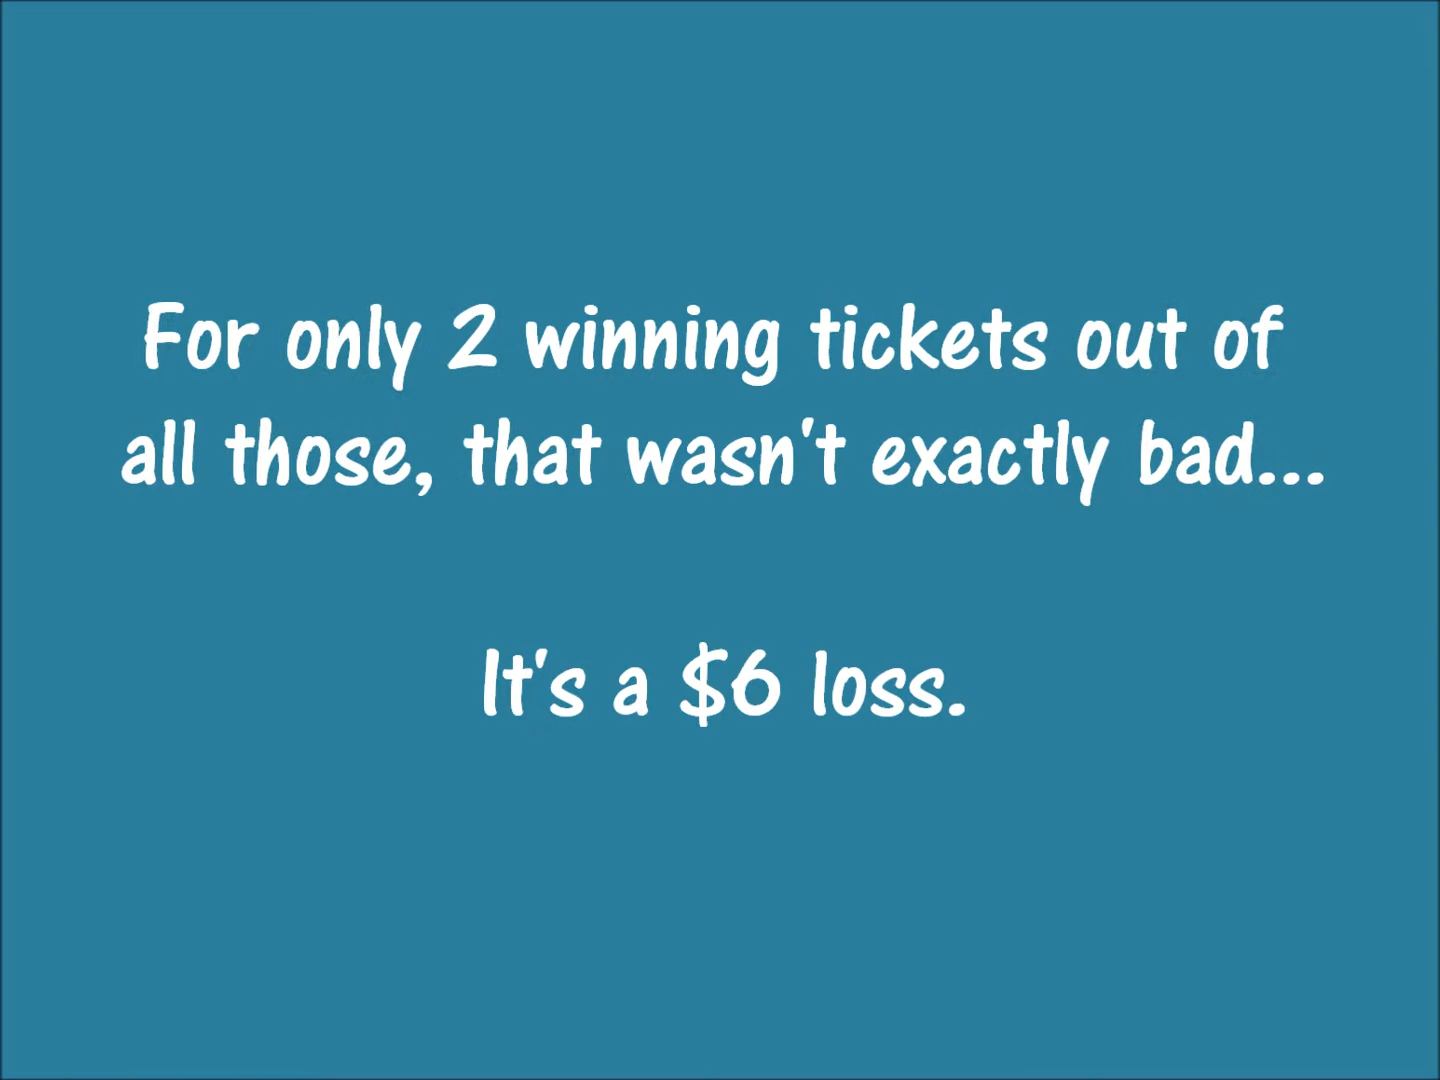 For only 2 winning tickets out of
all those, that wasn't exactly bad...
It's a $6 loss.